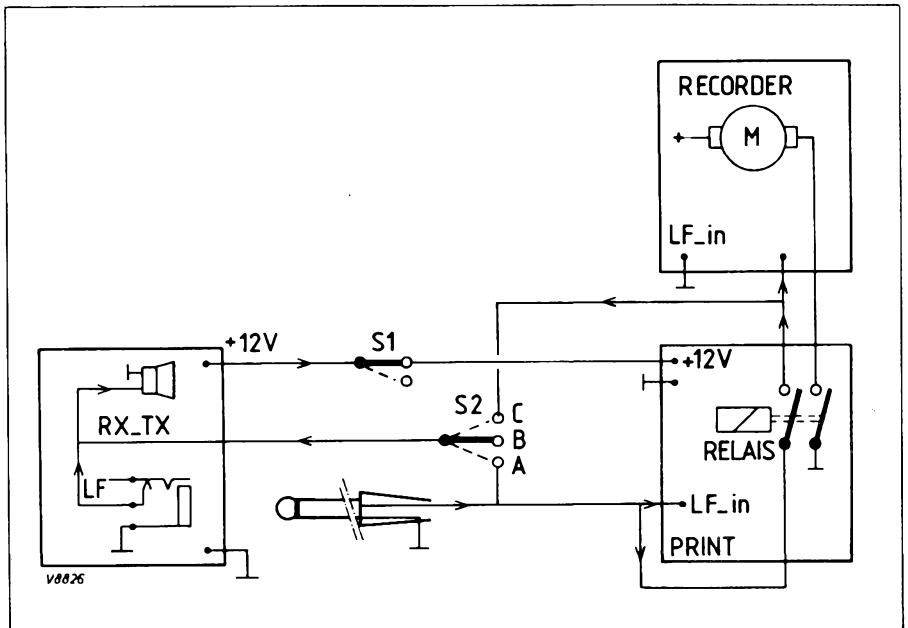 RECORDER
+
M
LF_in
+12V
S1
+12V
S2
C
B
A
RX_TX
LF
RELAIS
LF_in
PRINT
V8826